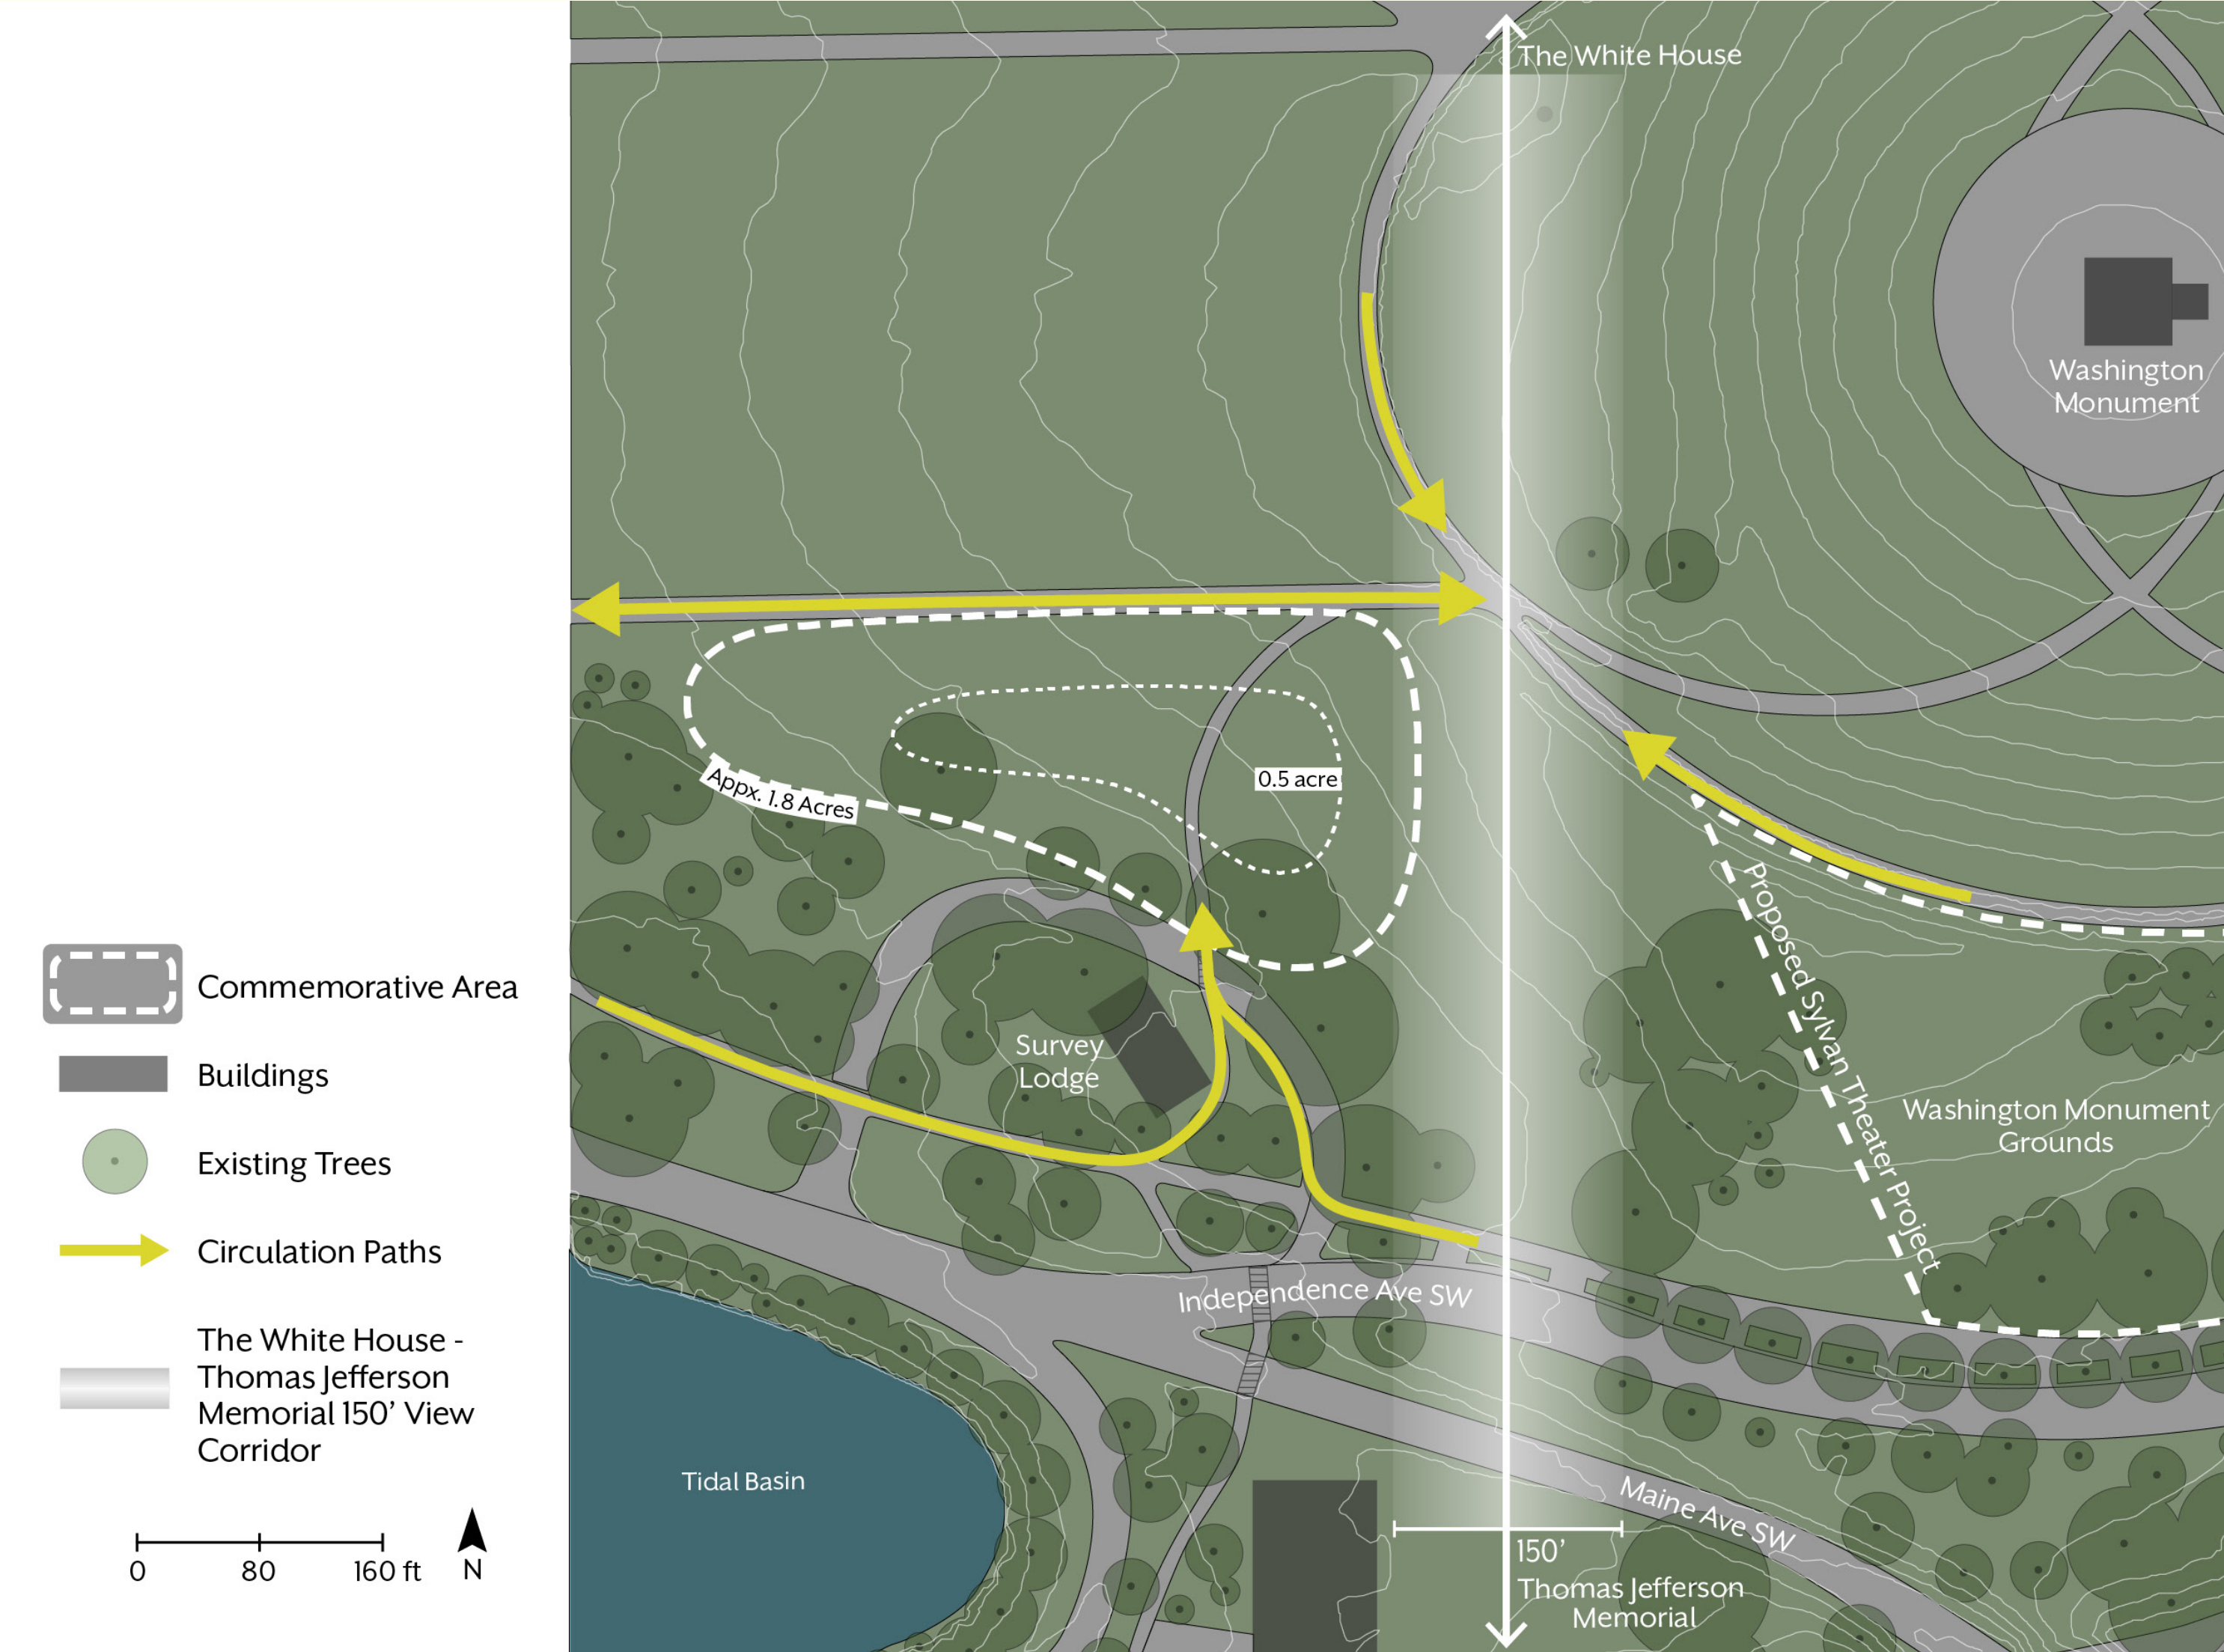 Commemorative Area
Buildings
Existing Trees
Circulation Paths
The White House -
Thomas Jefferson
Memorial 150’ View
Corridor
0
80
160 ft
N
The White House
Washington
Monument
Appx. 1.8 Acres
0.5 acre
Survey
Lodge
Proposed Sylvan Theater Project
Washington Monument
Grounds
Independence Ave SW
Tidal Basin
Maine Ave SW
150’
Thomas Jefferson
Memorial